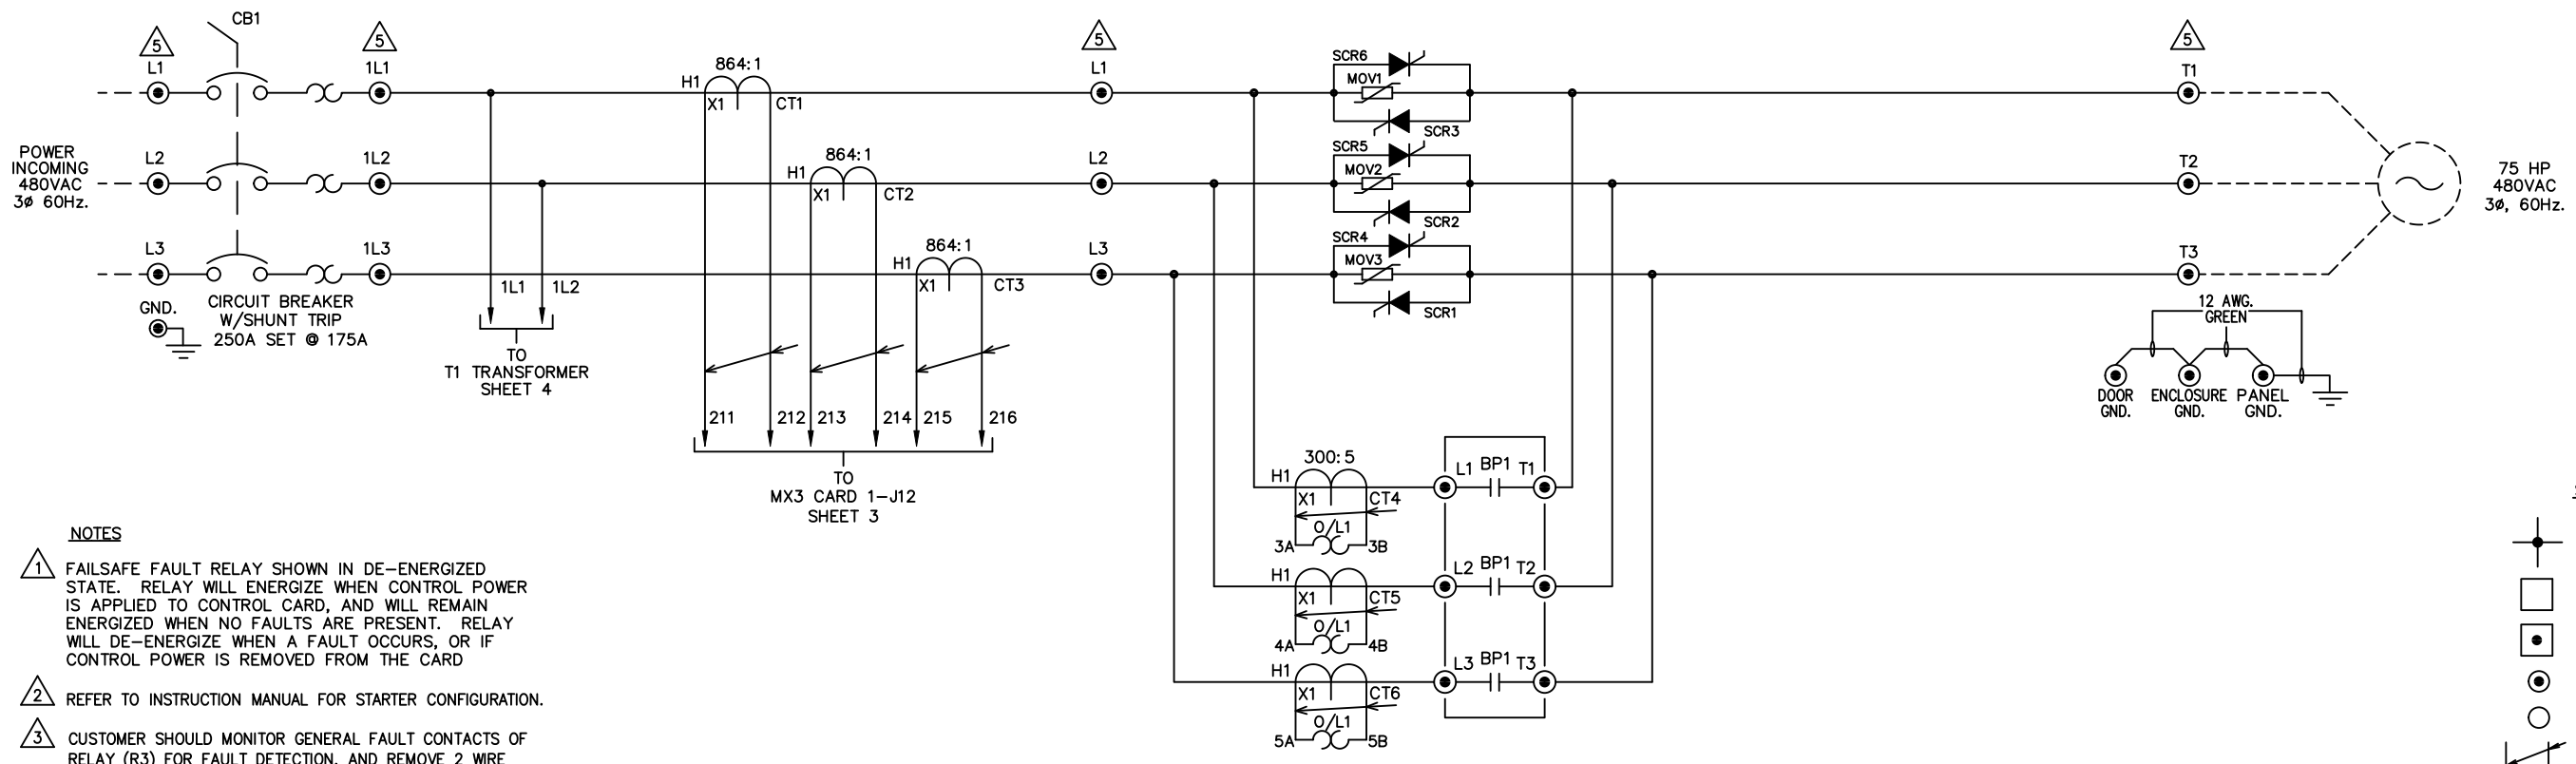 CB1
5
5
5
5
L1
1L1
864:1
H1
X1
CT1
L1
SCR6
MOV1
SCR3
T1
POWER
INCOMING
480VAC
3ø 60Hz.
L2
1L2
864:1
H1
X1
CT2
L2
SCR5
MOV2
SCR2
T2
75 HP
480VAC
3ø, 60Hz.
L3
1L3
864:1
H1
X1
CT3
L3
SCR4
MOV3
SCR1
T3
GND.
CIRCUIT BREAKER
W/SHUNT TRIP
250A SET @ 175A
1L1
1L2
TO
T1 TRANSFORMER
SHEET 4
12 AWG.
GREEN
DOOR
GND.
ENCLOSURE
GND.
PANEL
GND.
211
212
213
214
215
216
TO
MX3 CARD 1-J12
SHEET 3
300:5
H1
X1
CT4
O/L1
3A
3B
L1 BP1 T1
H1
X1
CT5
O/L1
4A
4B
L2 BP1 T2
H1
X1
CT6
O/L1
5A
5B
L3 BP1 T3
NOTES
1 FAILSAFE FAULT RELAY SHOWN IN DE-ENERGIZED
STATE. RELAY WILL ENERGIZE WHEN CONTROL POWER
IS APPLIED TO CONTROL CARD, AND WILL REMAIN
ENERGIZED WHEN NO FAULTS ARE PRESENT. RELAY
WILL DE-ENERGIZE WHEN A FAULT OCCURS, OR IF
CONTROL POWER IS REMOVED FROM THE CARD
2 REFER TO INSTRUCTION MANUAL FOR STARTER CONFIGURATION.
3 CUSTOMER SHOULD MONITOR GENERAL FAULT CONTACTS OF
RELAY (R3) FOR FAULT DETECTION, AND REMOVE 2 WIRE